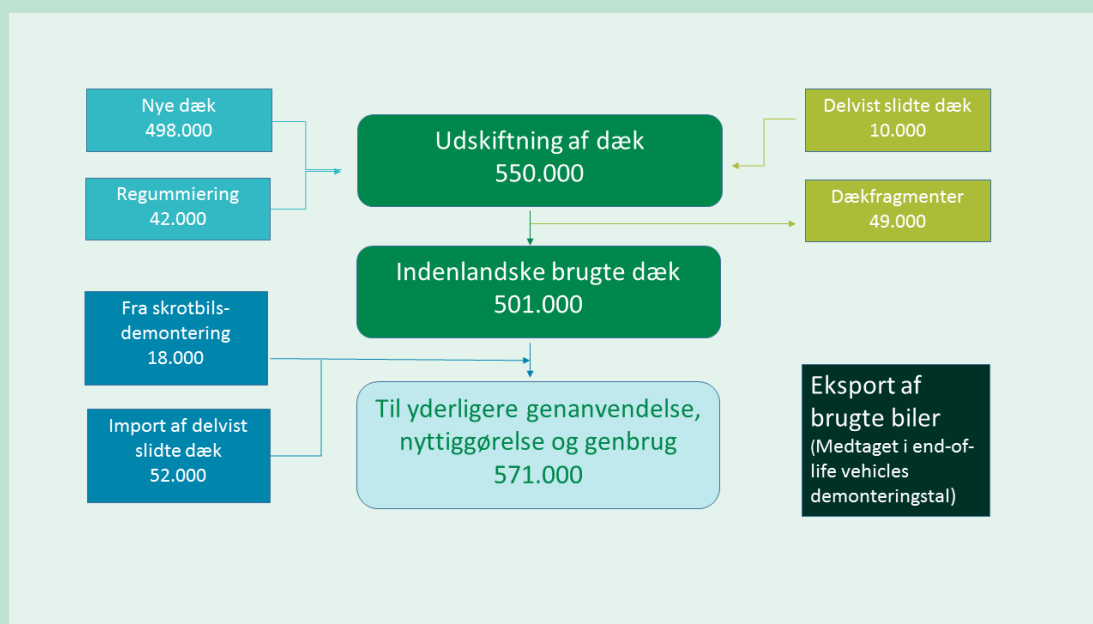 Nye dæk
498.000
Regummiering
42.000
Udskiftning af dæk
550.000
Delvist slidte dæk
10.000
Dækfragmenter
49.000
Indenlandske brugte dæk
501.000
Fra skrotbils-
demontering
18.000
Import af delvist
slidte dæk
52.000
Til yderligere genanvendelse,
nyttiggørelse og genbrug
571.000
Eksport af
brugte biler
(Medtaget i end-of-
life vehicles
demonteringstal)